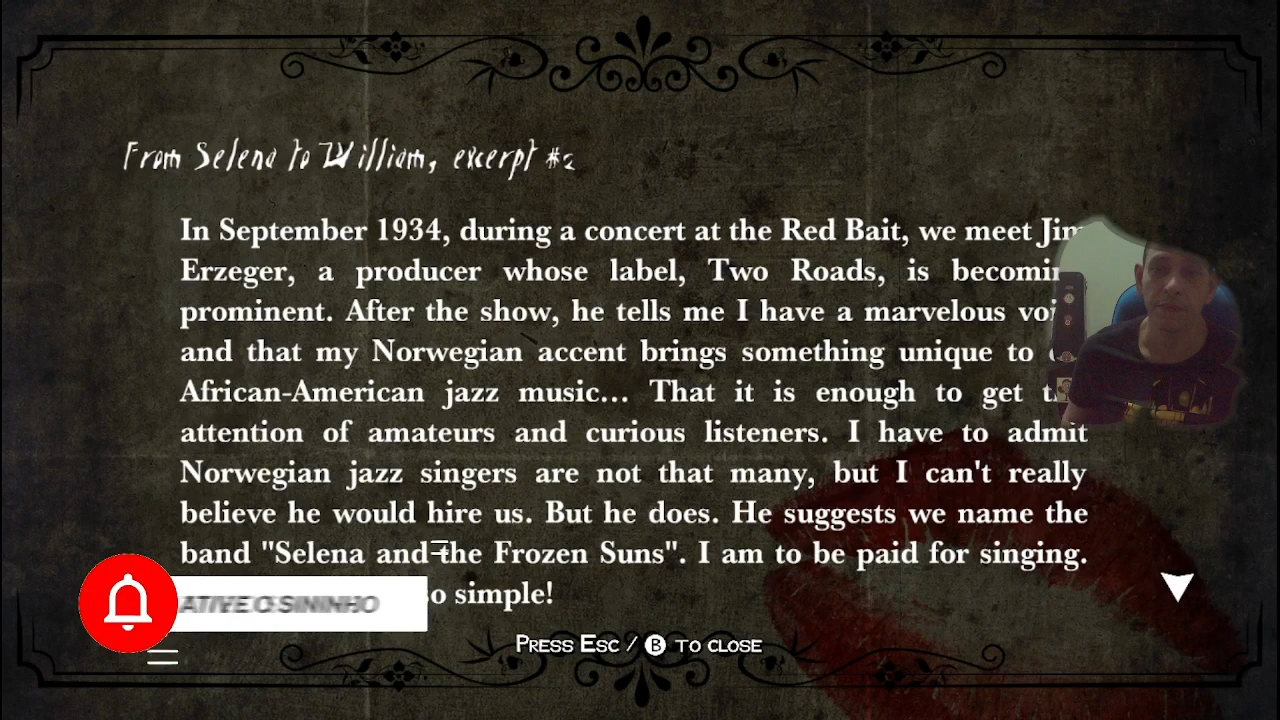 From Selena to William, excerpt #2
In September 1934, during a concert at the Red Bait, we meet
Erzeger, a producer whose label, Two Roads, is
prominent. After the show, he tells me I have a marvelous
and that my Norwegian accent brings something unique to
African-American jazz music... That it is enough to get
attention of amateurs and curious listeners. I have to admit
Norwegian jazz singers are not that many, but I can't really
believe he would hire us. But he does. He suggests we name the
band "Selena and the Frozen Suns". I am to be paid for singing.
so simple!
ATIVE O SININHO
PRESS ESC / B TO CLOSE